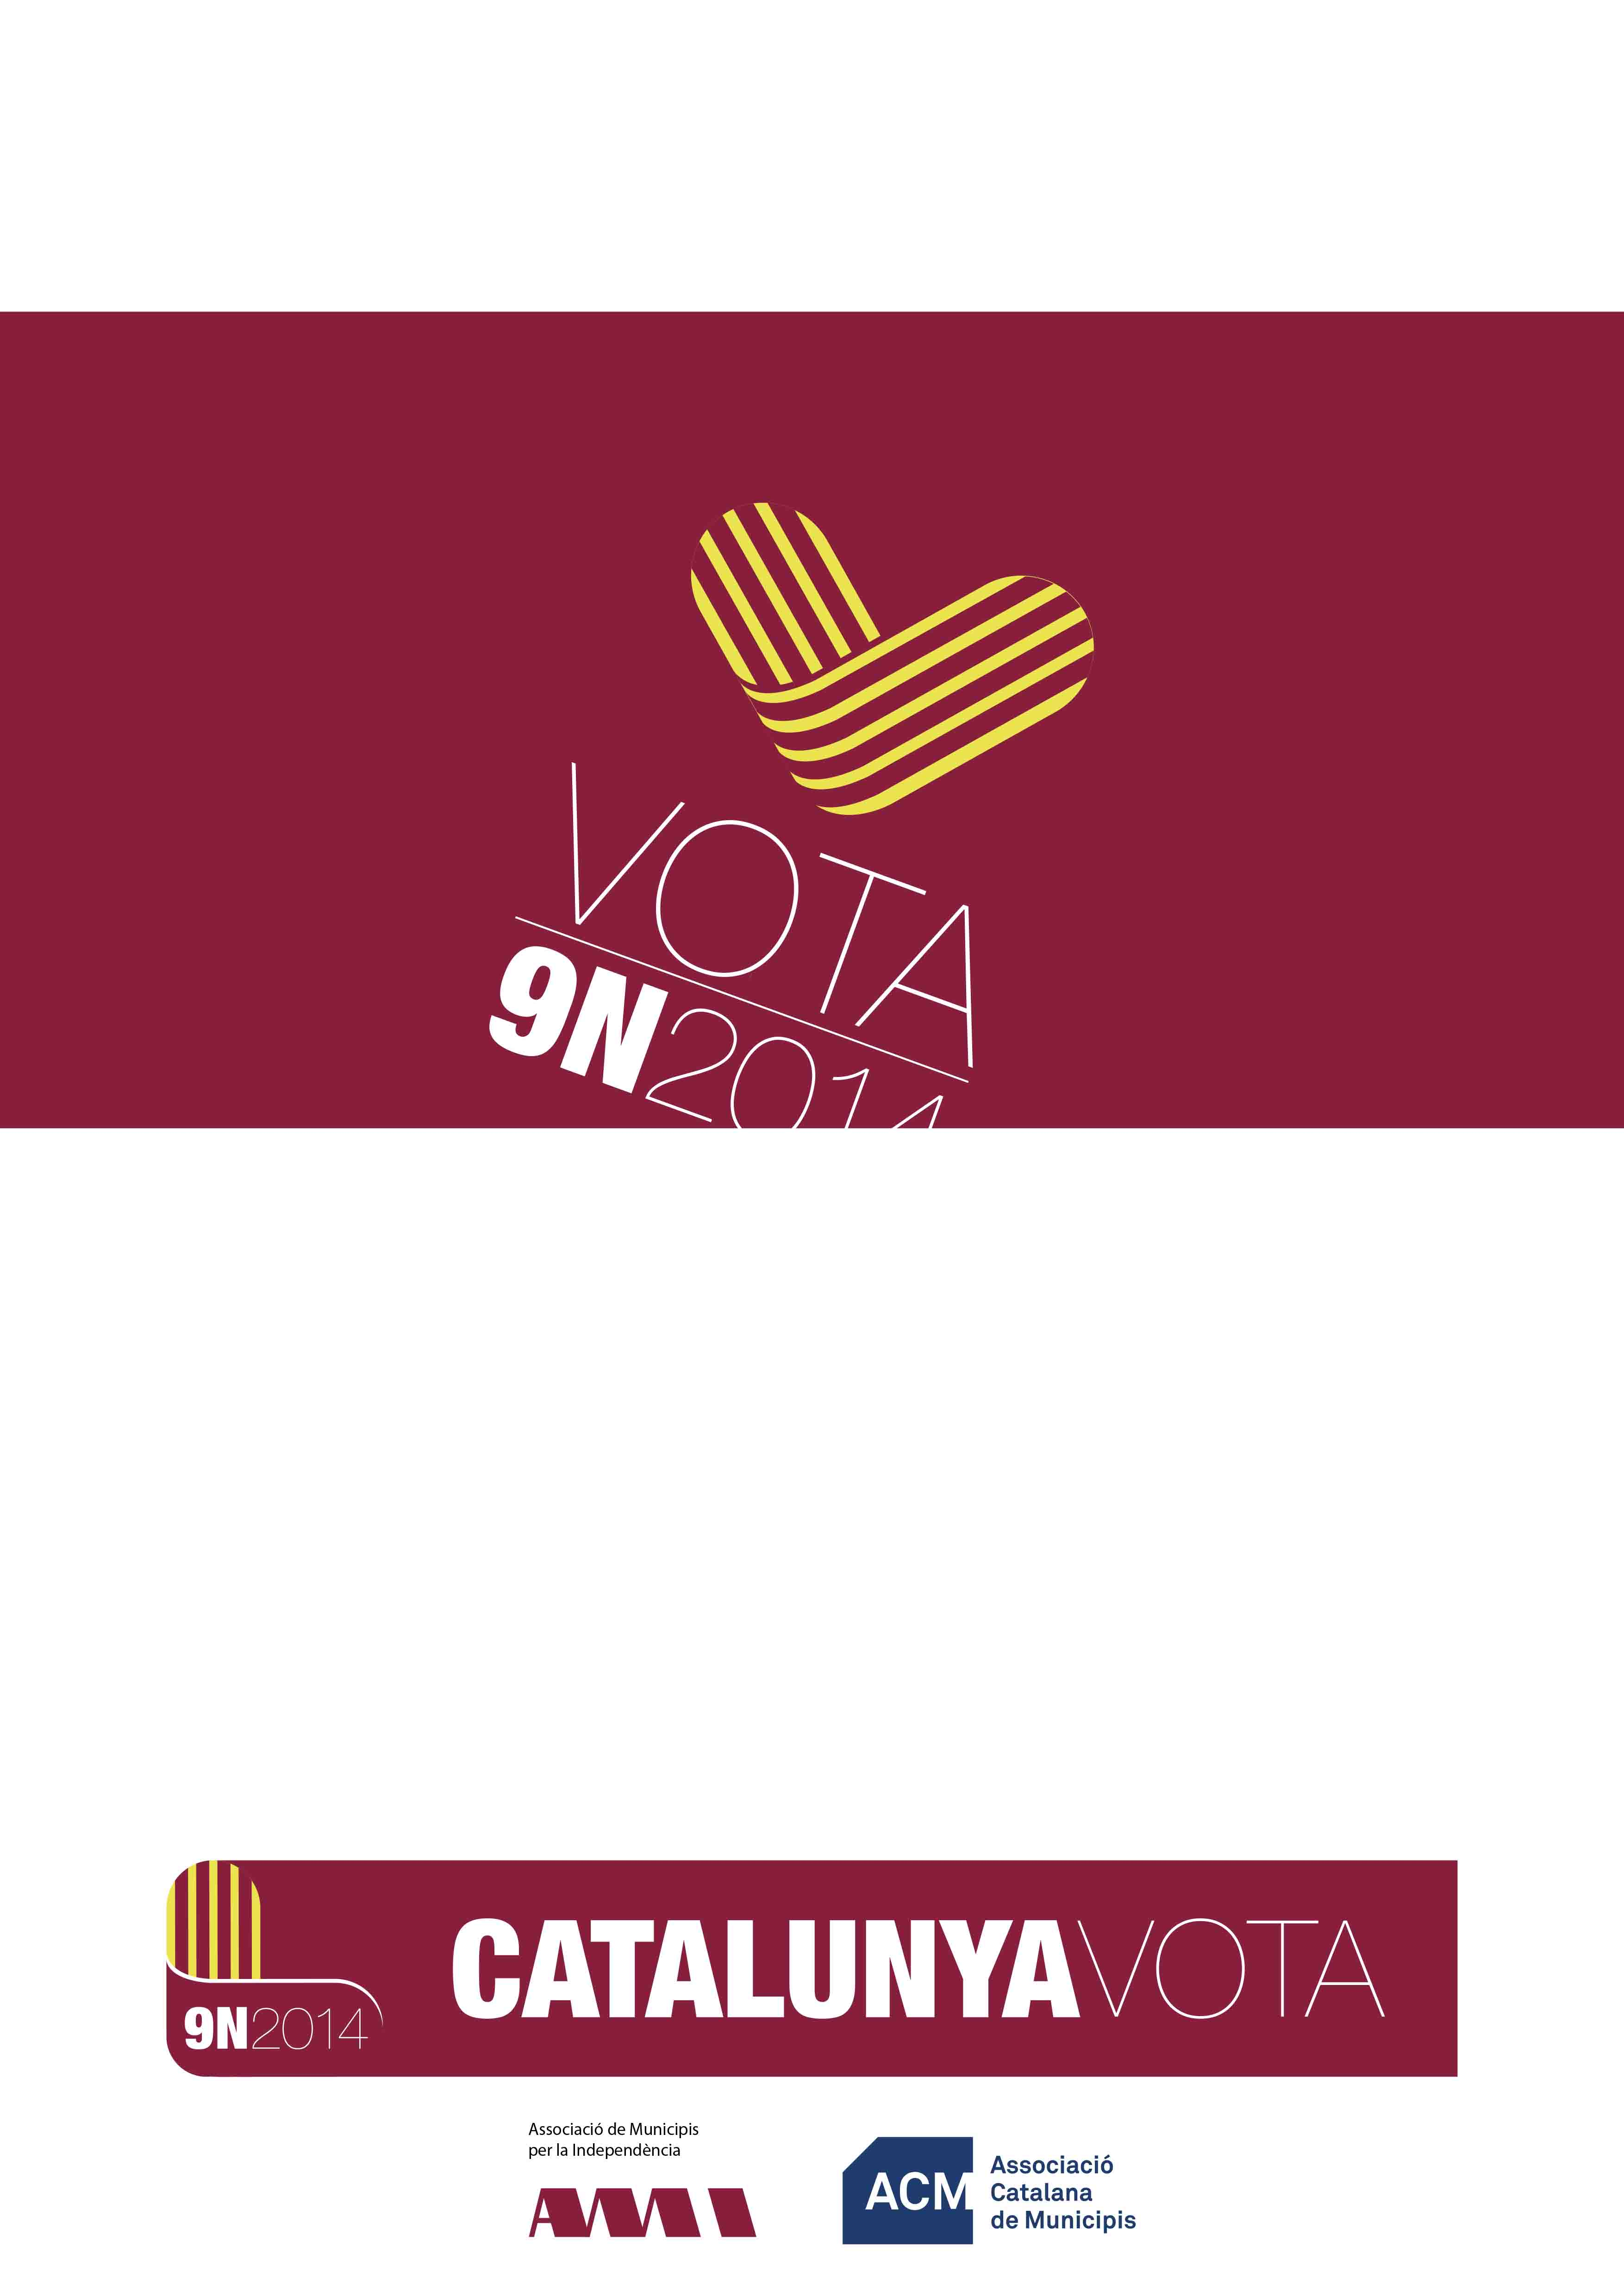 VOTA
9N2014
9N2014
CATALUNYAVOTA
Associació de Municipis
per la Independència
AMI
ACM
Associació
Catalana
de Municipis